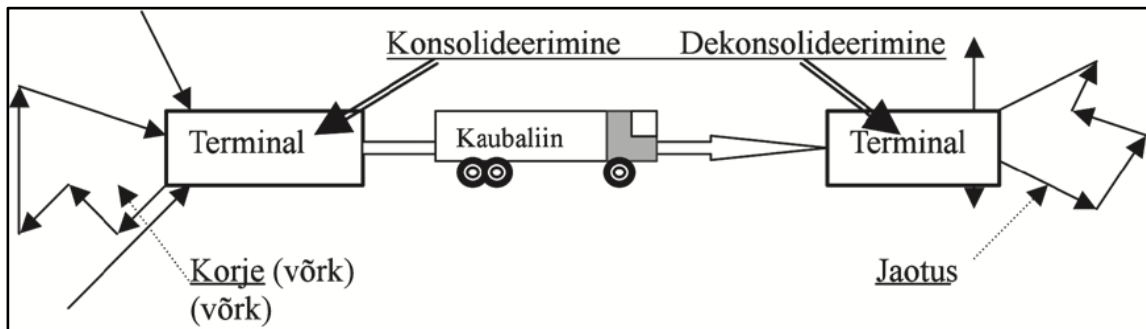 Konsolideerimine Dekonsolideerimine
Terminal
Kaubaliin
Terminal
Korje (võrk)
(võrk)
Jaotus